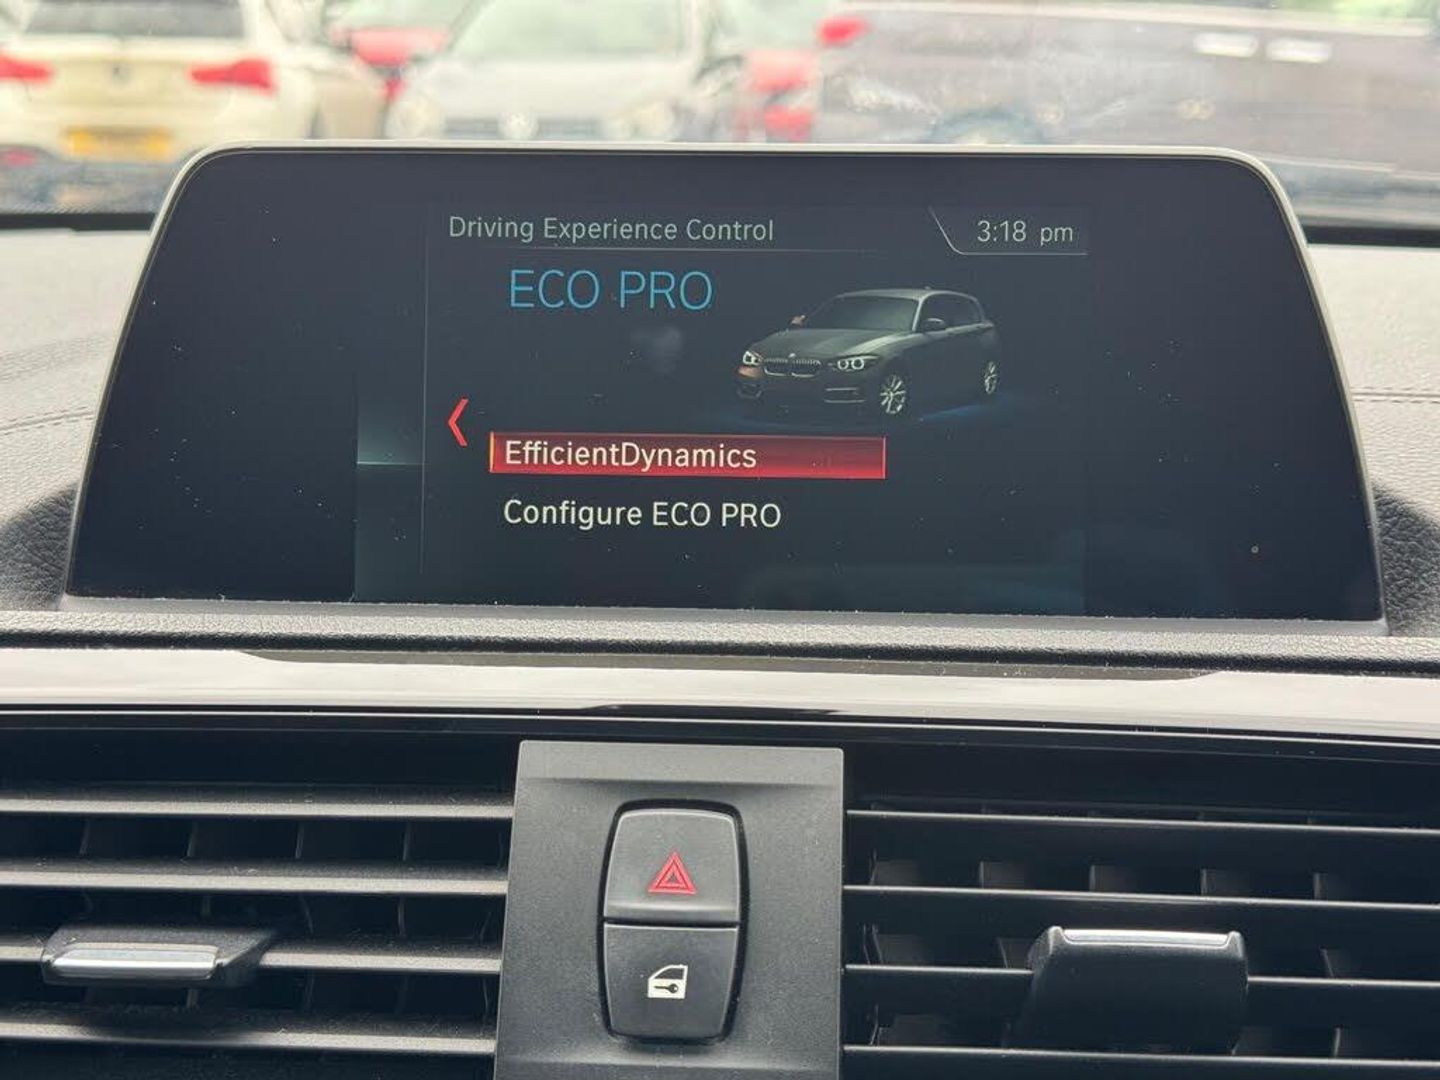 Driving Experience Control
3:18 pm
ECO PRO
EfficientDynamics
Configure ECO PRO